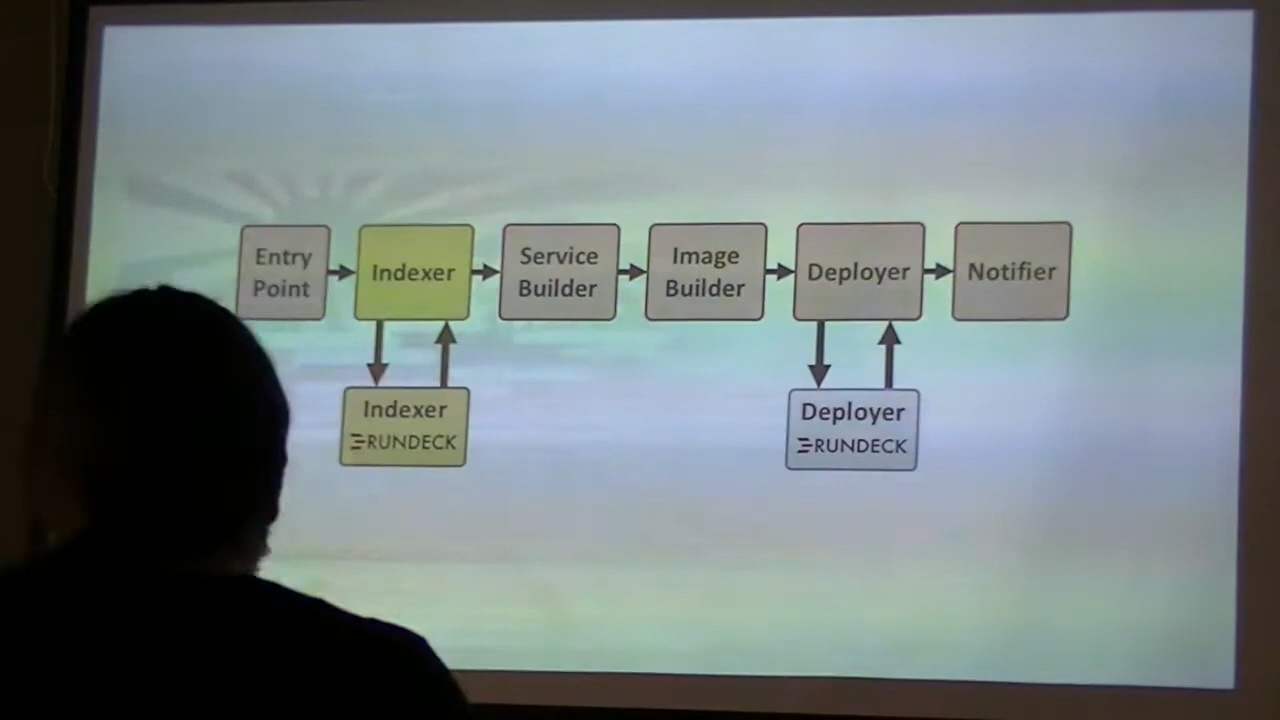 Entry
Point
Indexer
Service
Builder
Image
Builder
Deployer
Notifier
Indexer
RUNDECK
Deployer
RUNDECK